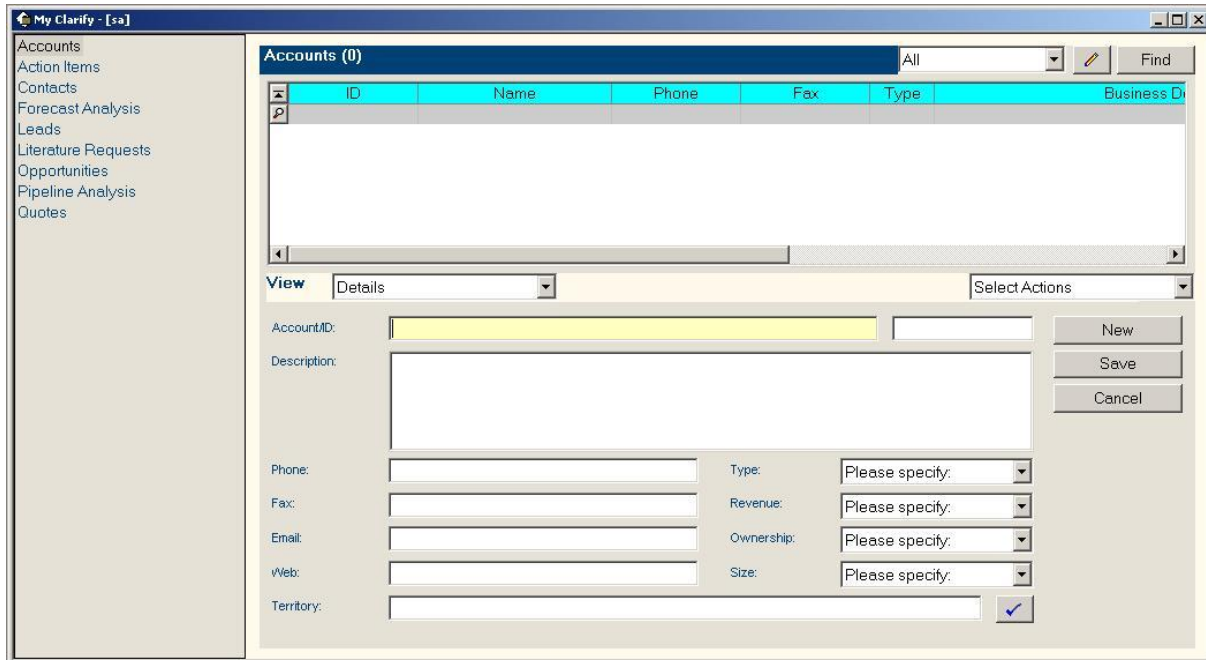 My Clarify - [sa]
Accounts
Action Items
Contacts
Forecast Analysis
Leads
Literature Requests
Opportunities
Pipeline Analysis
Quotes
Accounts (0)
All
Find
ID Name Phone Fax Type Business D
View Details Select Actions
Account/ID:
New
Description:
Save
Cancel
Phone: Type: Please specify:
Fax: Revenue: Please specify:
Email: Ownership: Please specify:
Web: Size: Please specify:
Territory: